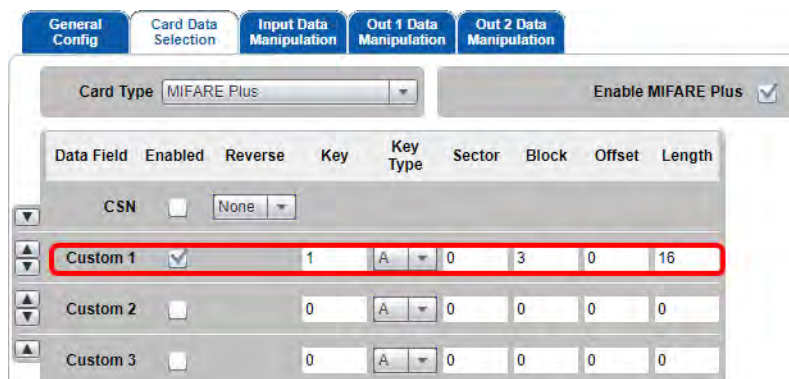 General Config
Card Data Selection
Input Data Manipulation
Out 1 Data Manipulation
Out 2 Data Manipulation
Card Type MIFARE Plus
Enable MIFARE Plus
Data Field Enabled Reverse Key Key Type Sector Block Offset Length
CSN None
Custom 1 1 A 0 3 0 16
Custom 2 0 A 0 0 0 0
Custom 3 0 A 0 0 0 0